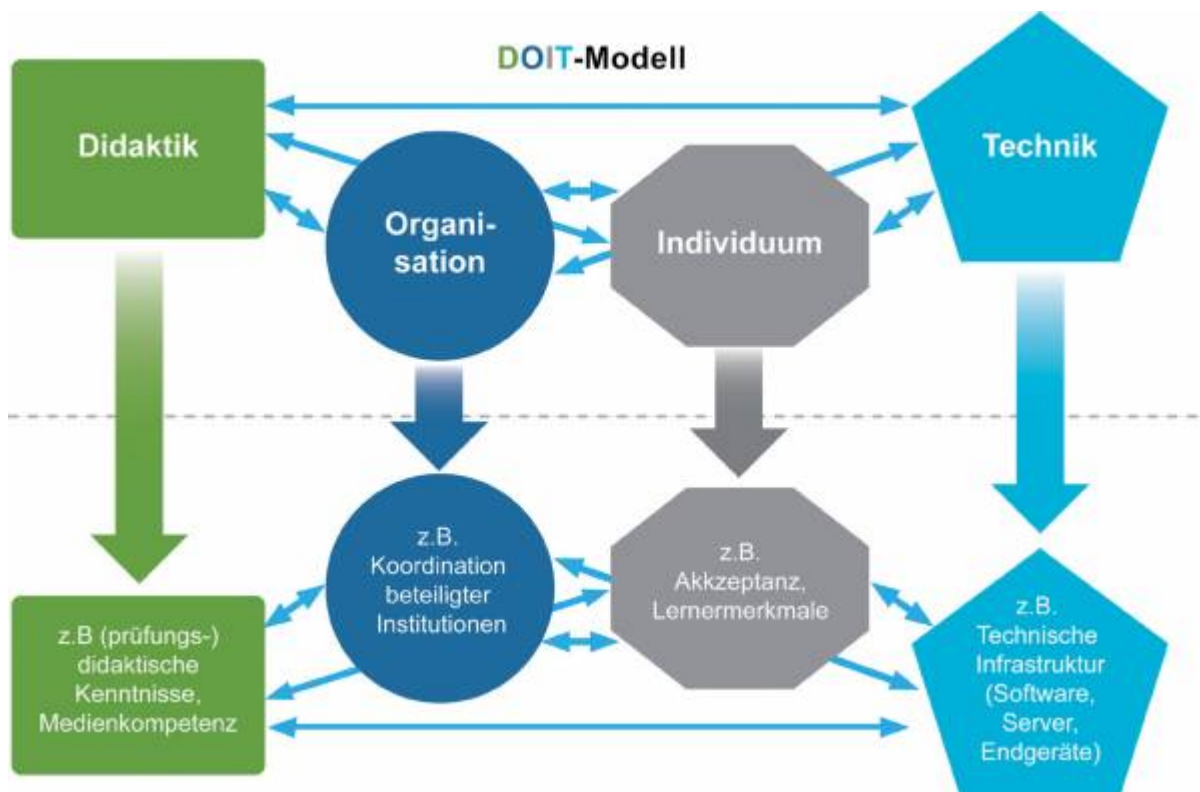 DOIT-Modell
Didaktik
Organi-
sation
Individuum
Technik
z.B (prüfungs-)
didaktische
Kenntnisse,
Medienkompetenz
z.B.
Koordination
beteiligter
Institutionen
z.B.
Akkzeptanz,
Lernermerkmale
z.B.
Technische
Infrastruktur
(Software,
Server,
Endgeräte)